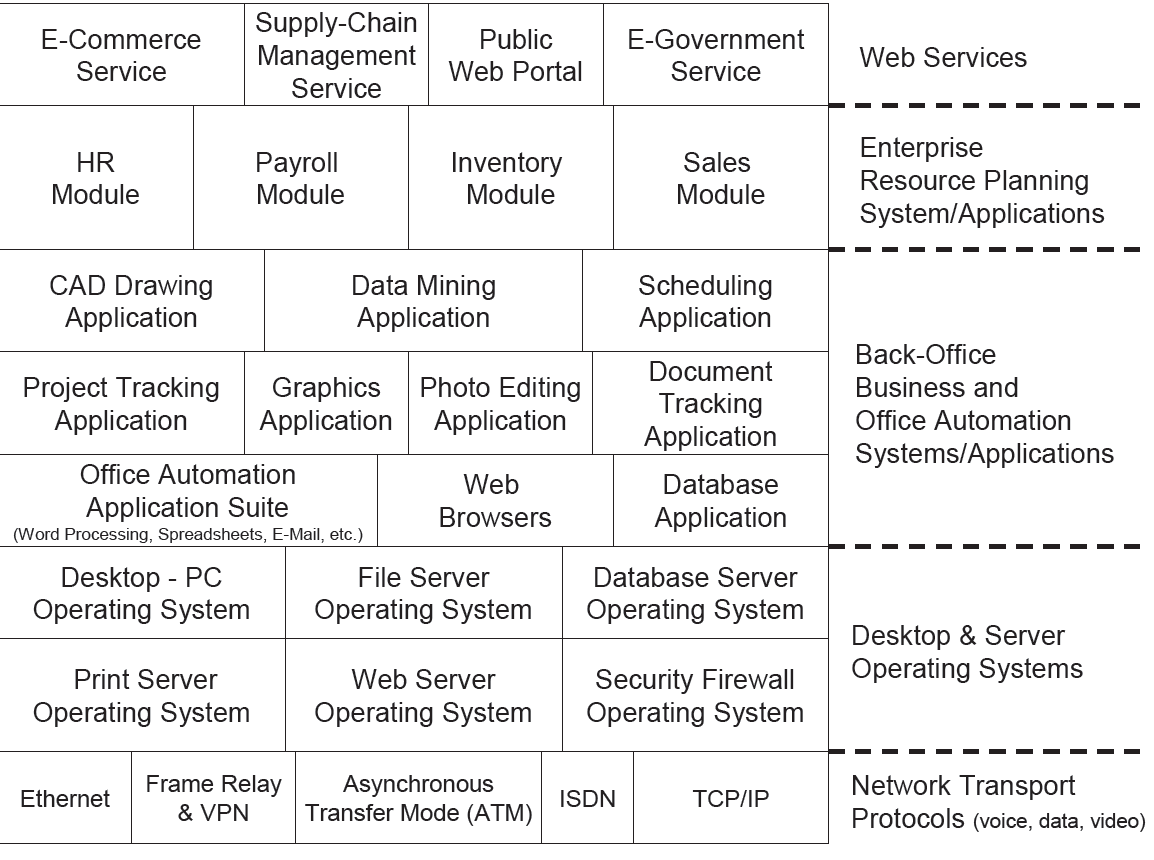 E-Commerce
Service
Supply-Chain
Management
Service
Public
Web Portal
E-Government
Service
Web Services
HR
Module
Payroll
Module
Inventory
Module
Sales
Module
Enterprise
Resource Planning
System/Applications
CAD Drawing
Application
Data Mining
Application
Scheduling
Application
Project Tracking
Application
Graphics
Application
Photo Editing
Application
Document
Tracking
Application
Office Automation
Application Suite
(Word Processing, Spreadsheets, E-Mail, etc.)
Web
Browsers
Database
Application
Back-Office
Business and
Office Automation
Systems/Applications
Desktop - PC
Operating System
File Server
Operating System
Database Server
Operating System
Print Server
Operating System
Web Server
Operating System
Security Firewall
Operating System
Desktop & Server
Operating Systems
Ethernet
Frame Relay
& VPN
Asynchronous
Transfer Mode (ATM)
ISDN
TCP/IP
Network Transport
Protocols (voice, data, video)